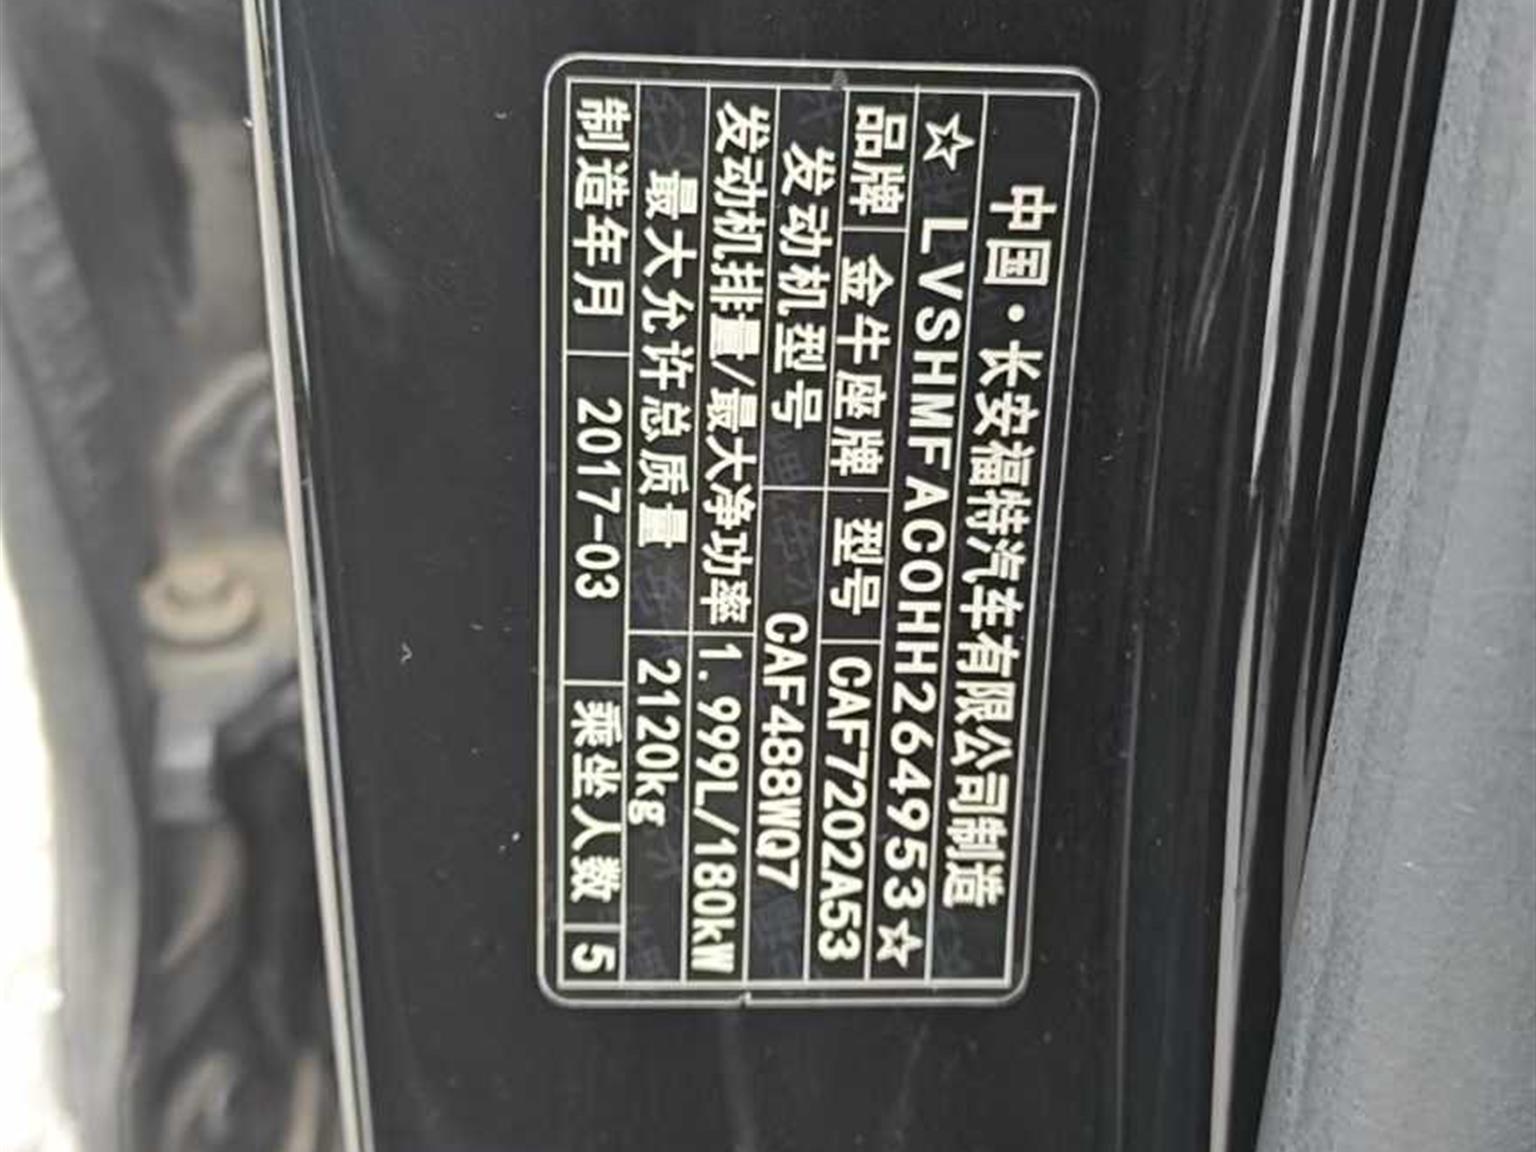 中国·长安福特汽车有限公司制造
☆ LVSHMFAC0HH264953☆
品牌 金牛座牌 型号 CAF7202A53
发动机型号 CAF488WQ7
发动机排量/最大净功率 1.999L/180kW
最大允许总质量 2120kg
制造年月 2017-03 乘坐人数 5